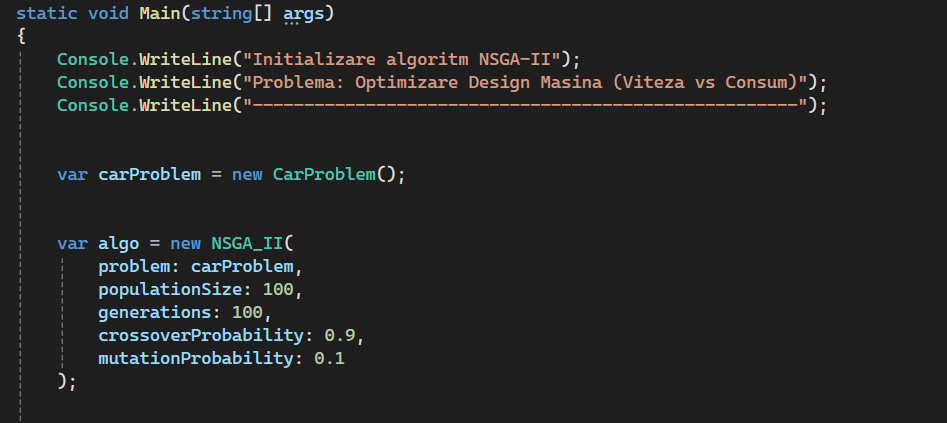 static void Main(string[] args)
{
Console.WriteLine("Initializare algoritm NSGA-II");
Console.WriteLine("Problema: Optimizare Design Masina (Viteza vs Consum)");
Console.WriteLine("-----------------------------------------------------");
var carProblem = new CarProblem();
var algo = new NSGA_II(
problem: carProblem,
populationSize: 100,
generations: 100,
crossoverProbability: 0.9,
mutationProbability: 0.1
);